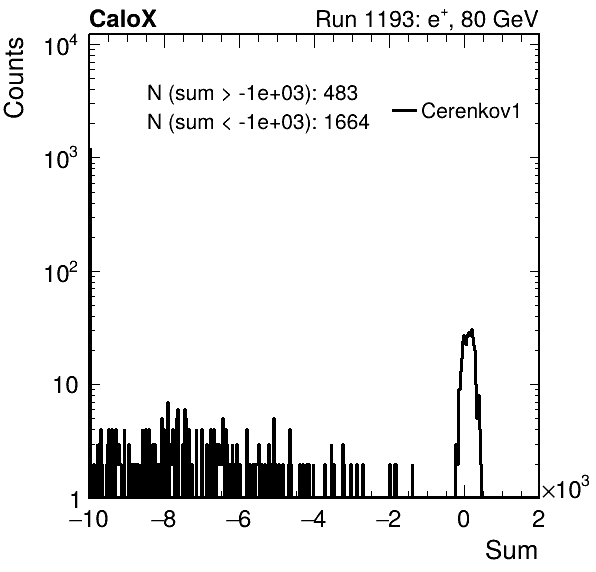 CaloX Run 1193: e⁺, 80 GeV
Counts
10⁴
N (sum > -1e+03): 483
N (sum < -1e+03): 1664
Cerenkov1
10³
10²
10
1
−10 −8 −6 −4 −2 0 2
×10³
Sum